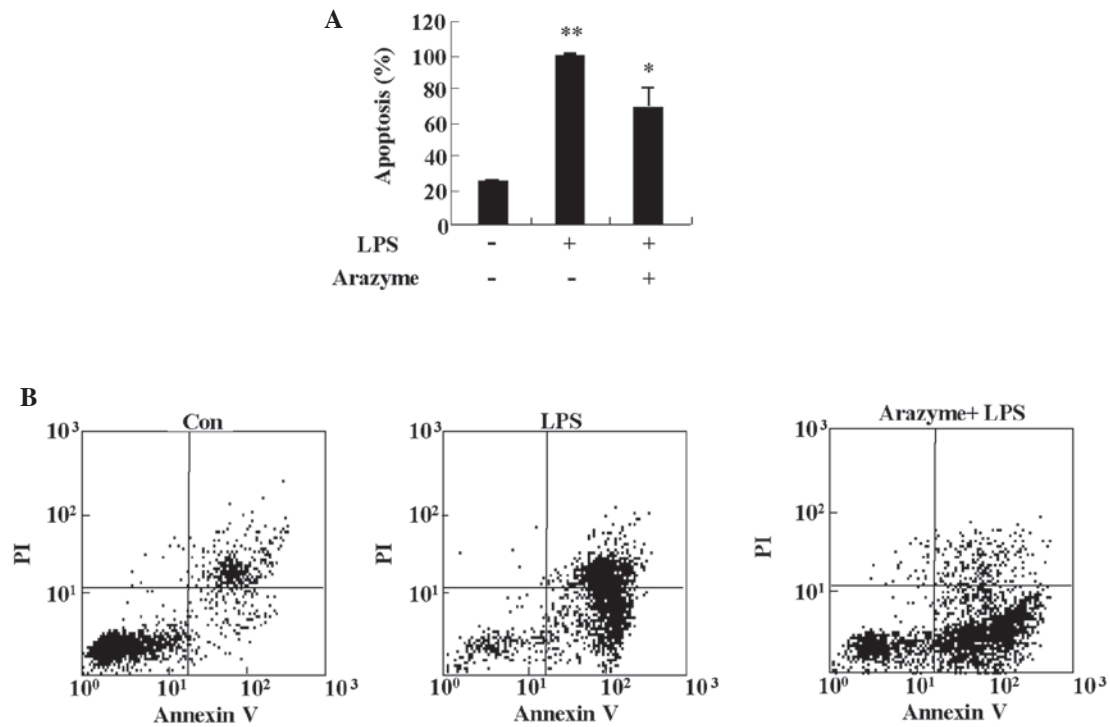 A
Apoptosis (%)
120
100
80
60
40
20
0
**
*
LPS - + +
Arazyme - - +
B
Con
PI
10³
10²
10¹
10⁰ 10¹ 10² 10³
Annexin V
LPS
PI
10³
10²
10¹
10⁰ 10¹ 10² 10³
Annexin V
Arazyme+ LPS
PI
10³
10²
10¹
10⁰ 10¹ 10² 10³
Annexin V